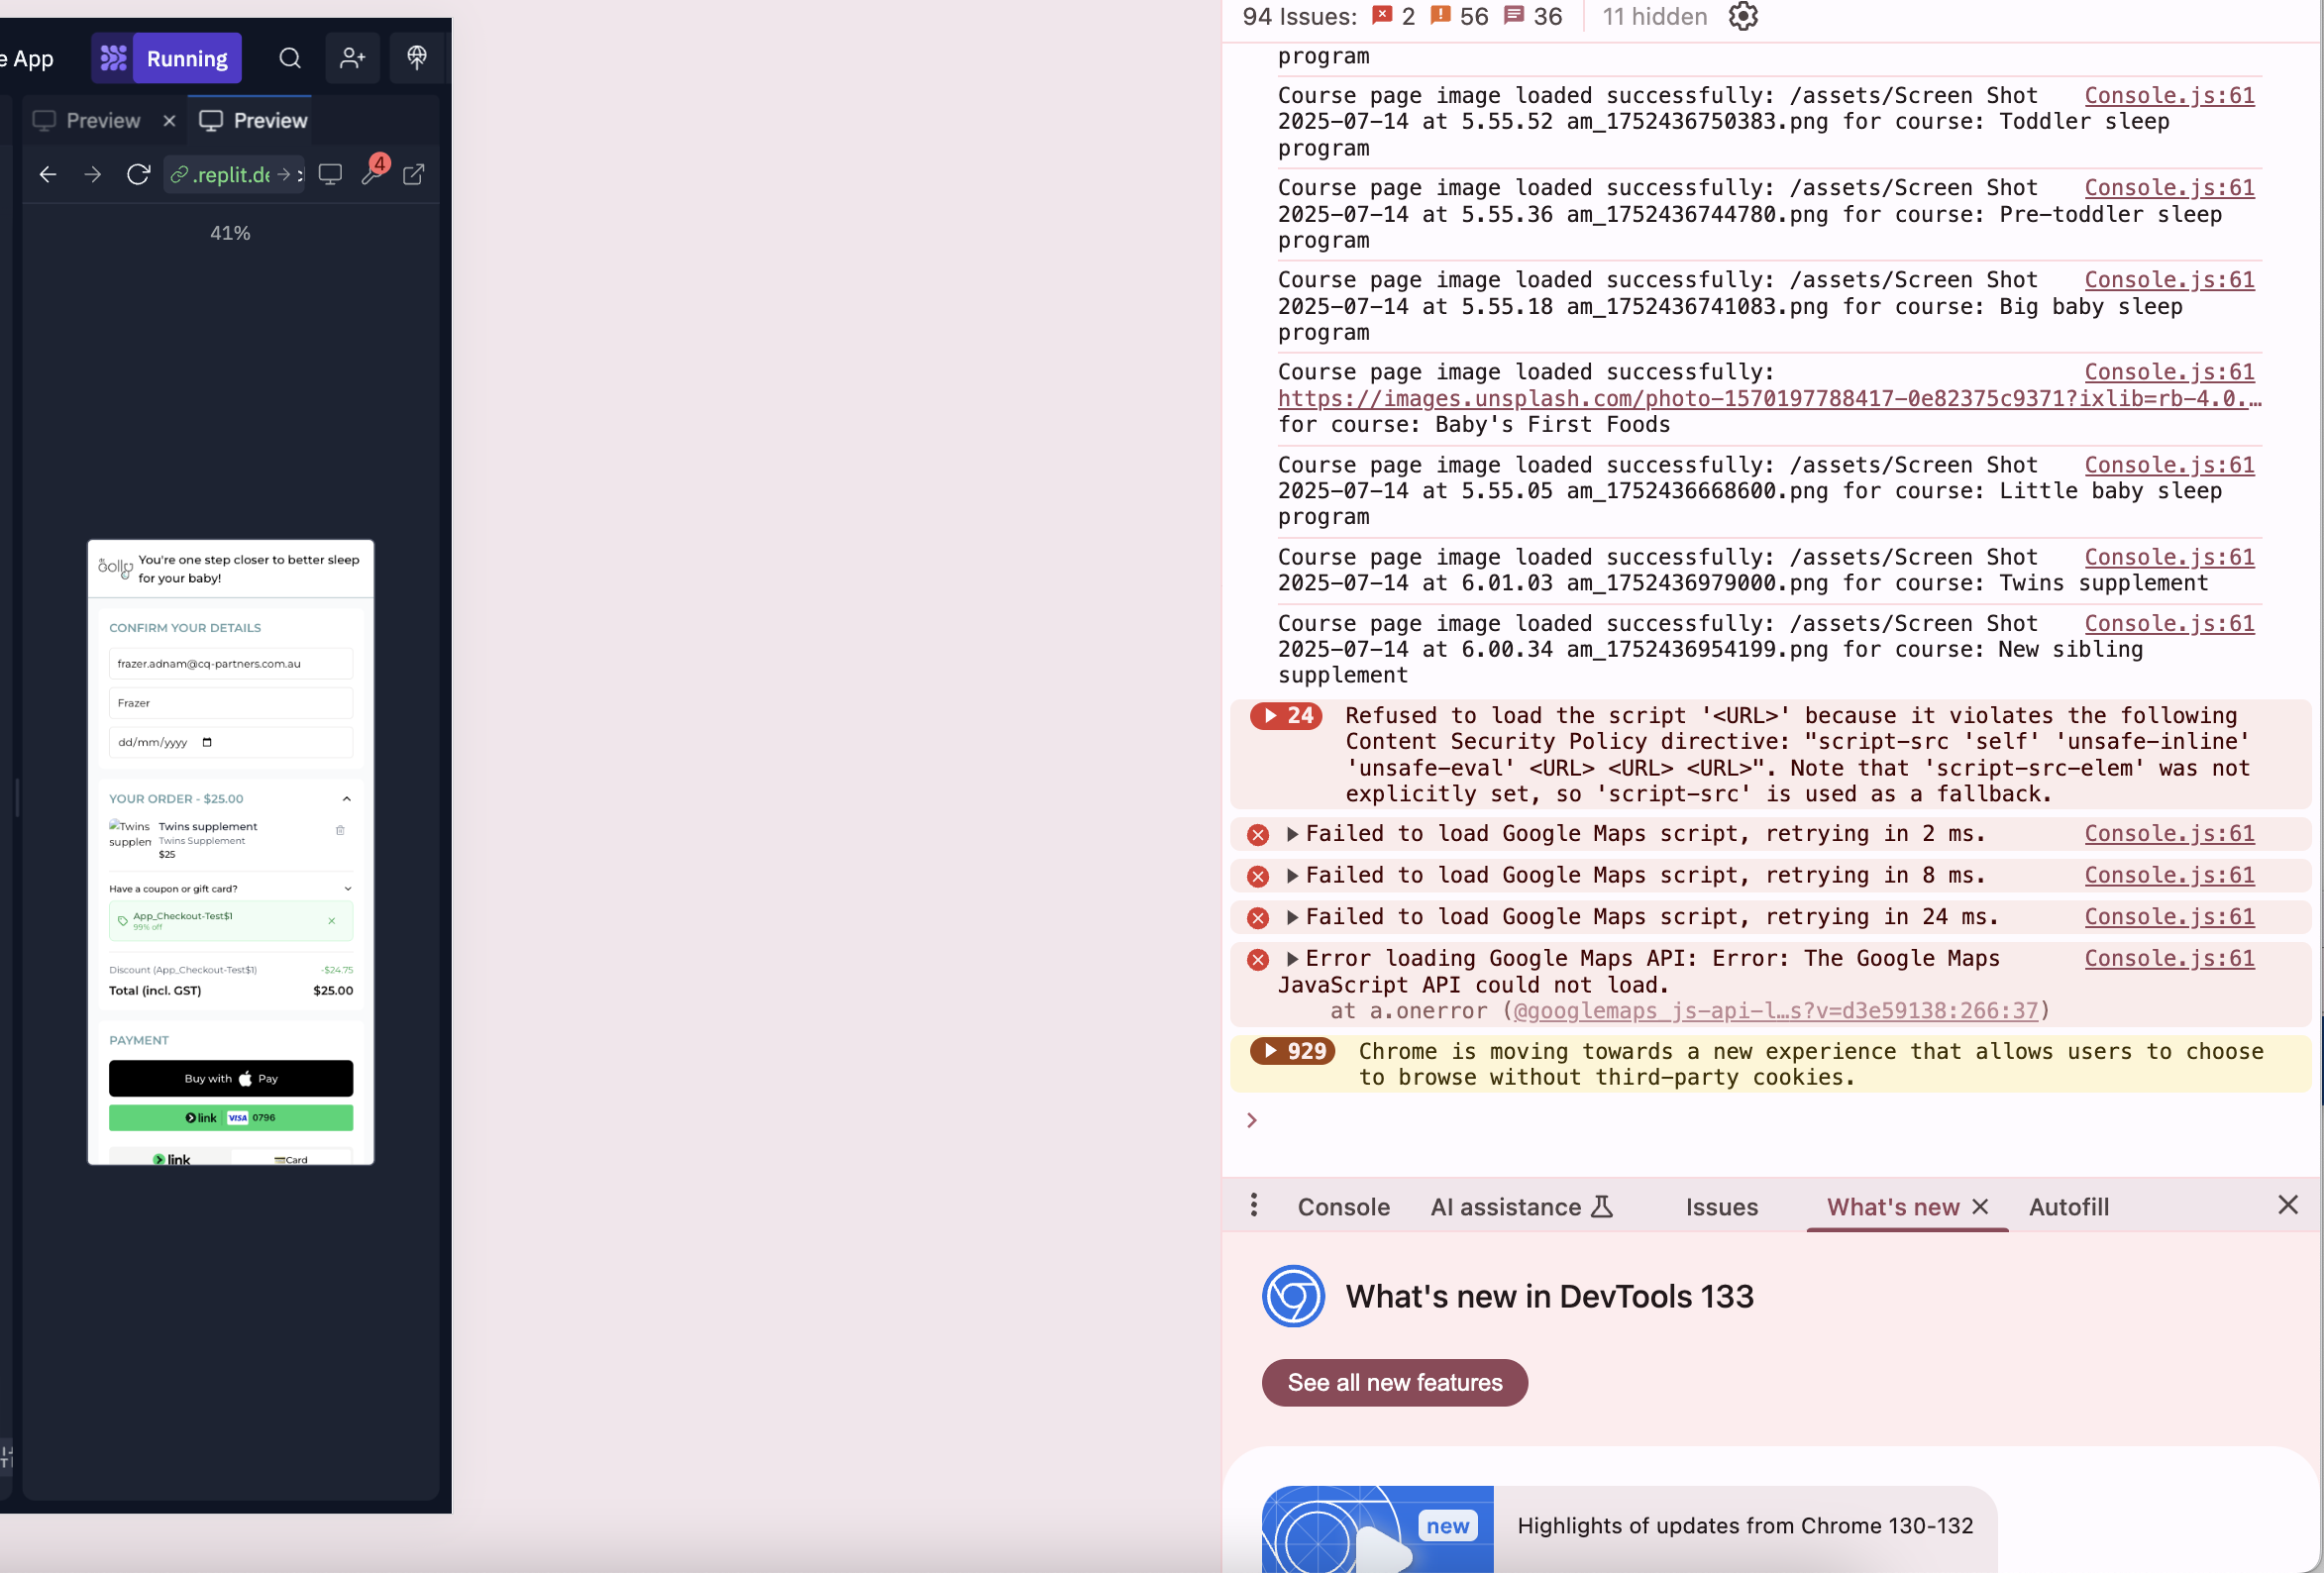 e App
Running
Preview
Preview
.replit.de
4
41%
You're one step closer to better sleep
for your baby!
CONFIRM YOUR DETAILS
frazer.adnam@cq-partners.com.au
Frazer
dd/mm/yyyy
YOUR ORDER - $25.00
Twins
supplem
Twins supplement
Twins Supplement
$25
Have a coupon or gift card?
App_Checkout-Test$1
99% off
Discount (App_Checkout-Test$1) -$24.75
Total (incl. GST) $25.00
PAYMENT
Buy with Pay
link VISA 0796
link
Card
94 Issues: 2 56 36 11 hidden
program
Course page image loaded successfully: /assets/Screen Shot Console.js:61
2025-07-14 at 5.55.52 am_1752436750383.png for course: Toddler sleep
program
Course page image loaded successfully: /assets/Screen Shot Console.js:61
2025-07-14 at 5.55.36 am_1752436744780.png for course: Pre-toddler sleep
program
Course page image loaded successfully: /assets/Screen Shot Console.js:61
2025-07-14 at 5.55.18 am_1752436741083.png for course: Big baby sleep
program
Course page image loaded successfully: Console.js:61
https://images.unsplash.com/photo-1570197788417-0e82375c9371?ixlib=rb-4.0.…
for course: Baby's First Foods
Course page image loaded successfully: /assets/Screen Shot Console.js:61
2025-07-14 at 5.55.05 am_1752436668600.png for course: Little baby sleep
program
Course page image loaded successfully: /assets/Screen Shot Console.js:61
2025-07-14 at 6.01.03 am_1752436979000.png for course: Twins supplement
Course page image loaded successfully: /assets/Screen Shot Console.js:61
2025-07-14 at 6.00.34 am_1752436954199.png for course: New sibling
supplement
24 Refused to load the script '<URL>' because it violates the following
Content Security Policy directive: "script-src 'self' 'unsafe-inline'
'unsafe-eval' <URL> <URL> <URL>". Note that 'script-src-elem' was not
explicitly set, so 'script-src' is used as a fallback.
Failed to load Google Maps script, retrying in 2 ms. Console.js:61
Failed to load Google Maps script, retrying in 8 ms. Console.js:61
Failed to load Google Maps script, retrying in 24 ms. Console.js:61
Error loading Google Maps API: Error: The Google Maps Console.js:61
JavaScript API could not load.
at a.onerror (@googlemaps_js-api-l…s?v=d3e59138:266:37)
929 Chrome is moving towards a new experience that allows users to choose
to browse without third-party cookies.
Console AI assistance Issues What's new Autofill
What's new in DevTools 133
See all new features
new
Highlights of updates from Chrome 130-132